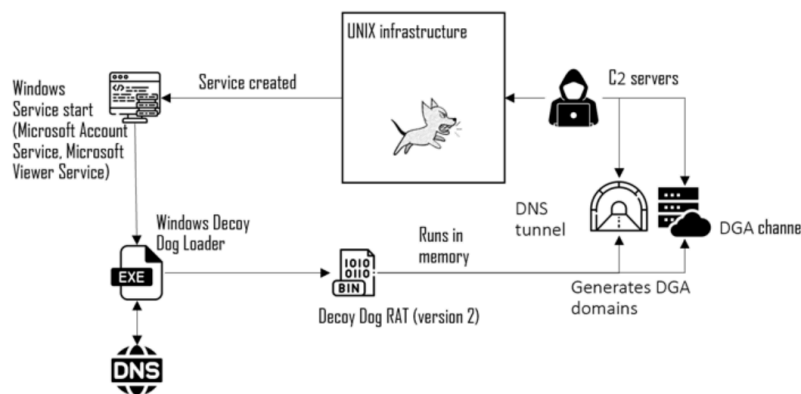 UNIX infrastructure
Service created
C2 servers
Windows
Service start
(Microsoft Account
Service, Microsoft
Viewer Service)
DNS
tunnel
DGA channel
Windows Decoy
Dog Loader
EXE
1010
0110
BIN
Runs in
memory
Generates DGA
domains
Decoy Dog RAT (version 2)
DNS